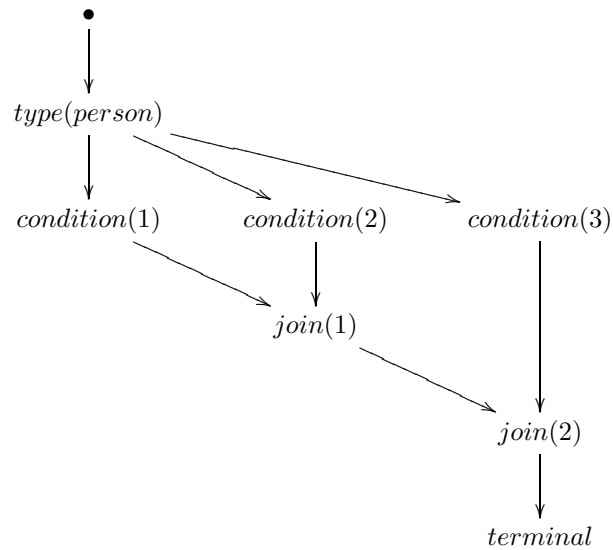 type(person)
condition(1) condition(2) condition(3)
join(1)
join(2)
terminal